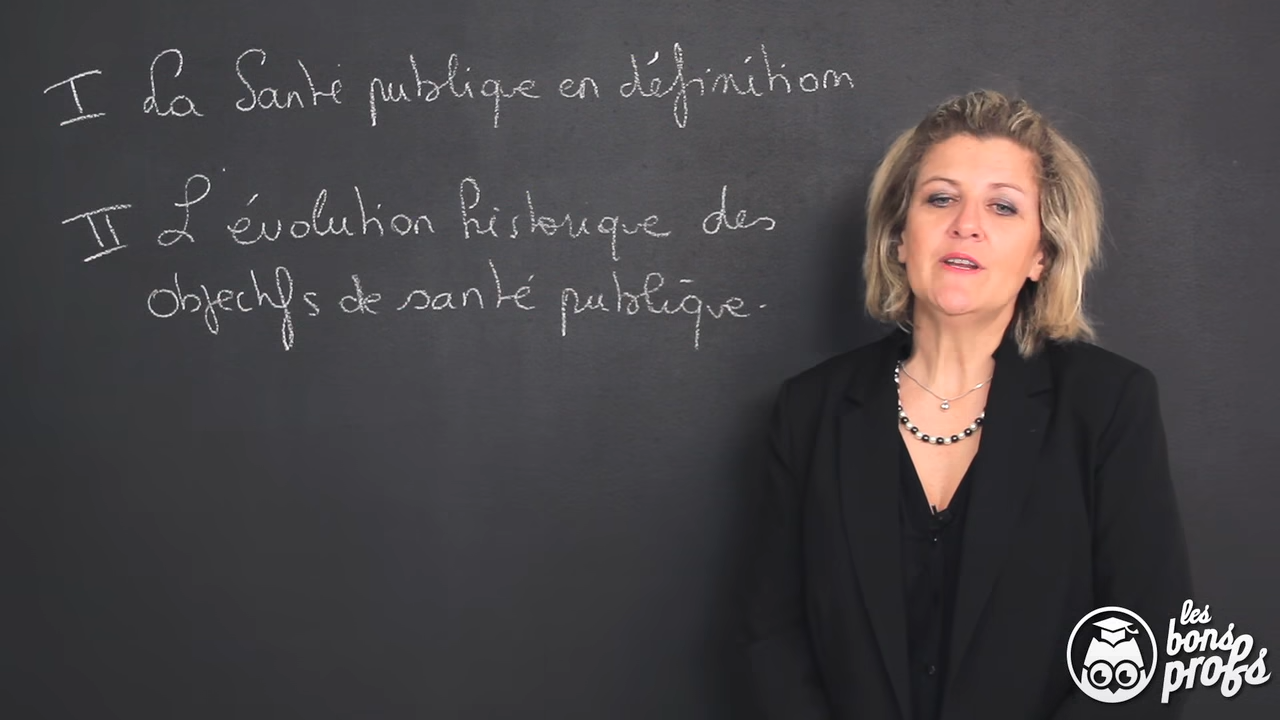 I La Santé publique en définition
II L'évolution historique des
objectifs de santé publique.
les
bons
profs